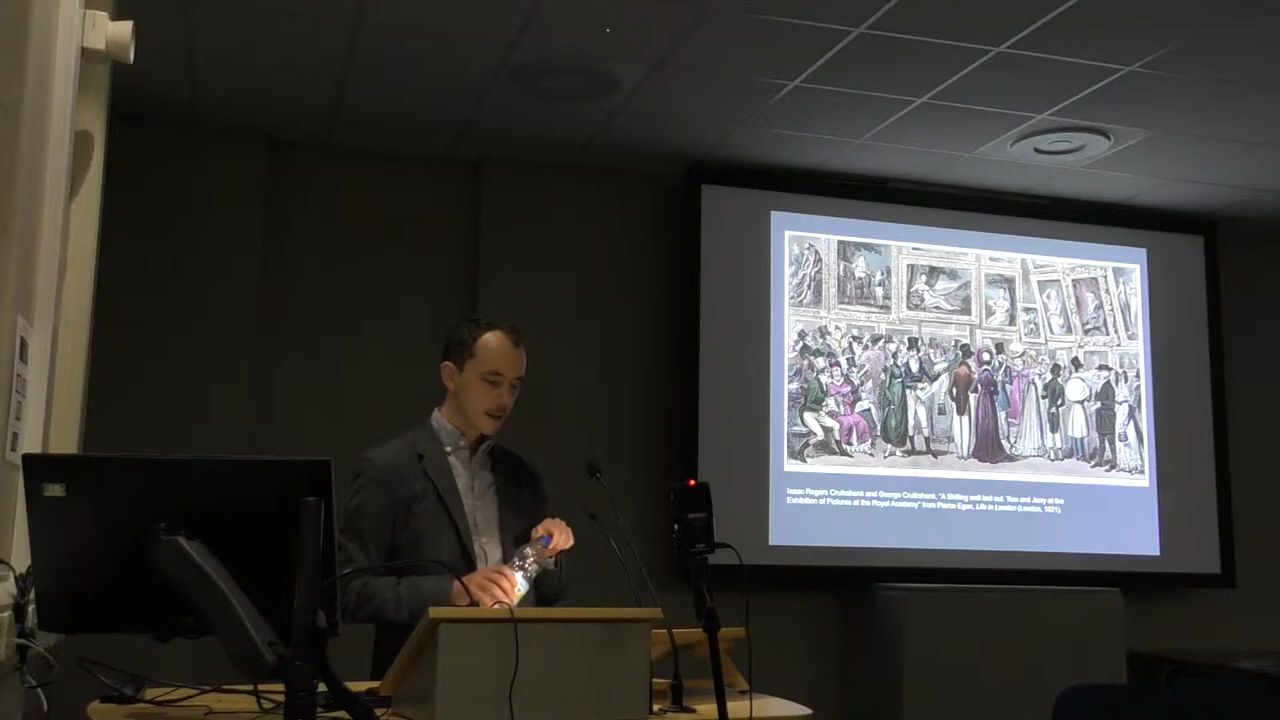 Isaac Rogers Cruikshank and George Cruikshank, "A Shilling well laid out. Tom and Jerry at the
Exhibition of Pictures at the Royal Academy" from Pierce Egan, Life in London (London, 1821).